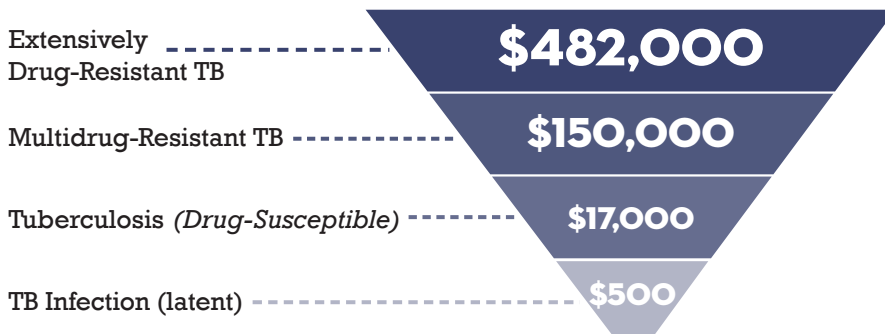 Extensively
Drug-Resistant TB
$482,000
Multidrug-Resistant TB
$150,000
Tuberculosis (Drug-Susceptible)
$17,000
TB Infection (latent)
$500